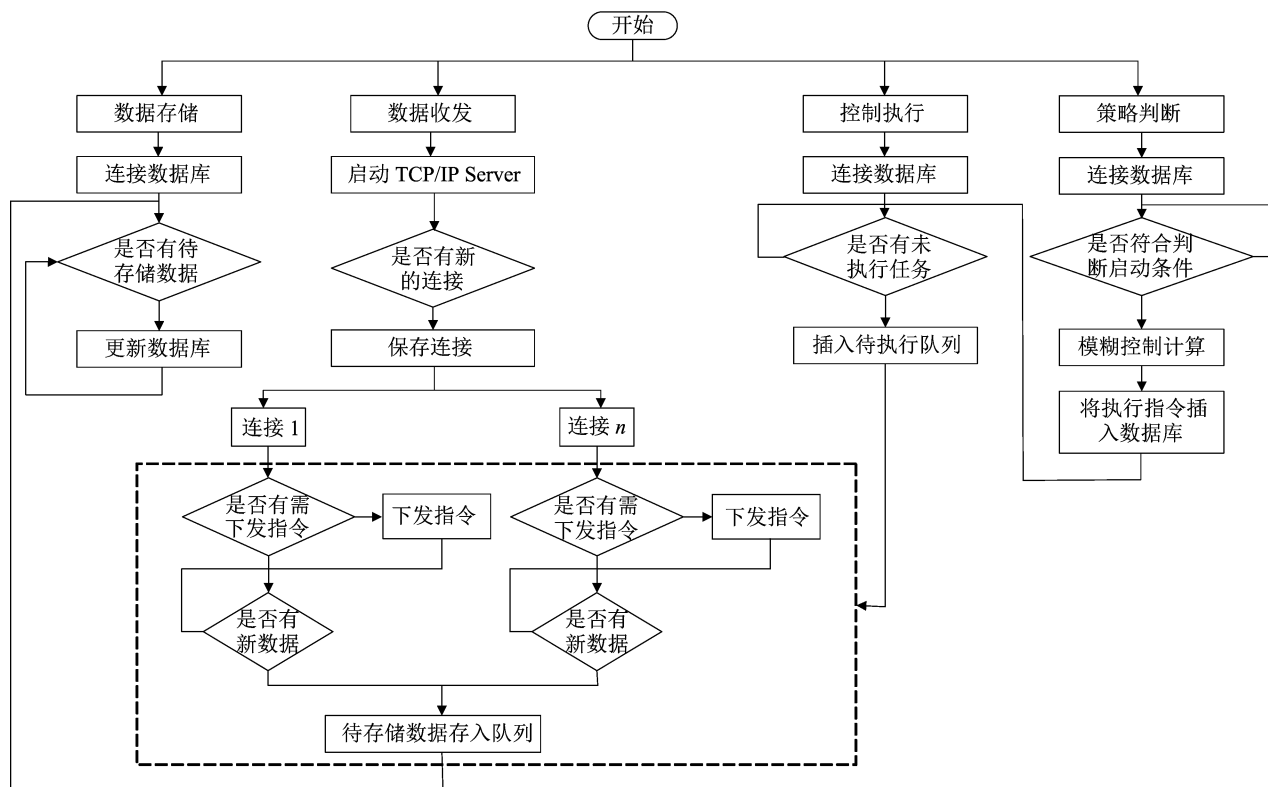 开始
数据存储
数据收发
控制执行
策略判断
连接数据库
启动 TCP/IP Server
连接数据库
连接数据库
是否有待
存储数据
是否有新
的连接
是否有未
执行任务
是否符合判
断启动条件
更新数据库
保存连接
插入待执行队列
模糊控制计算
将执行指令插
入数据库
连接 1
连接 n
是否有需
下发指令
下发指令
是否有需
下发指令
下发指令
是否有
新数据
是否有
新数据
待存储数据存入队列